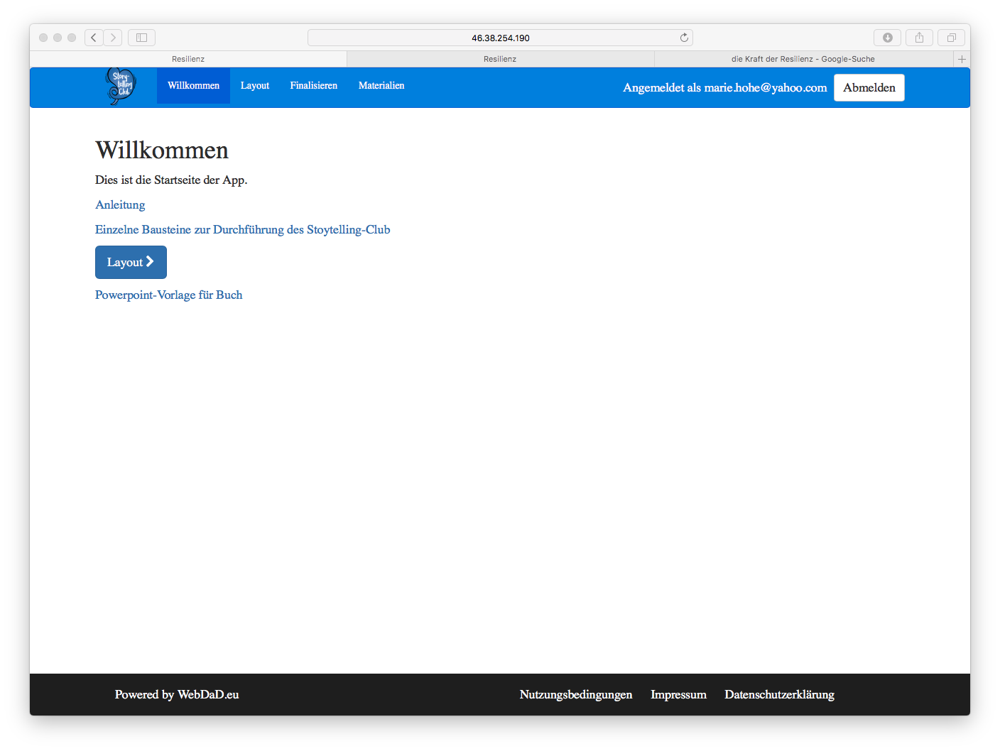 46.38.254.190
Resilienz
Resilienz
die Kraft der Resilienz - Google-Suche
Story-
telling
Club
Willkommen
Layout
Finalisieren
Materialien
Angemeldet als marie.hohe@yahoo.com
Abmelden
Willkommen
Dies ist die Startseite der App.
Anleitung
Einzelne Bausteine zur Durchführung des Stoytelling-Club
Layout
Powerpoint-Vorlage für Buch
Powered by WebDaD.eu
Nutzungsbedingungen
Impressum
Datenschutzerklärung